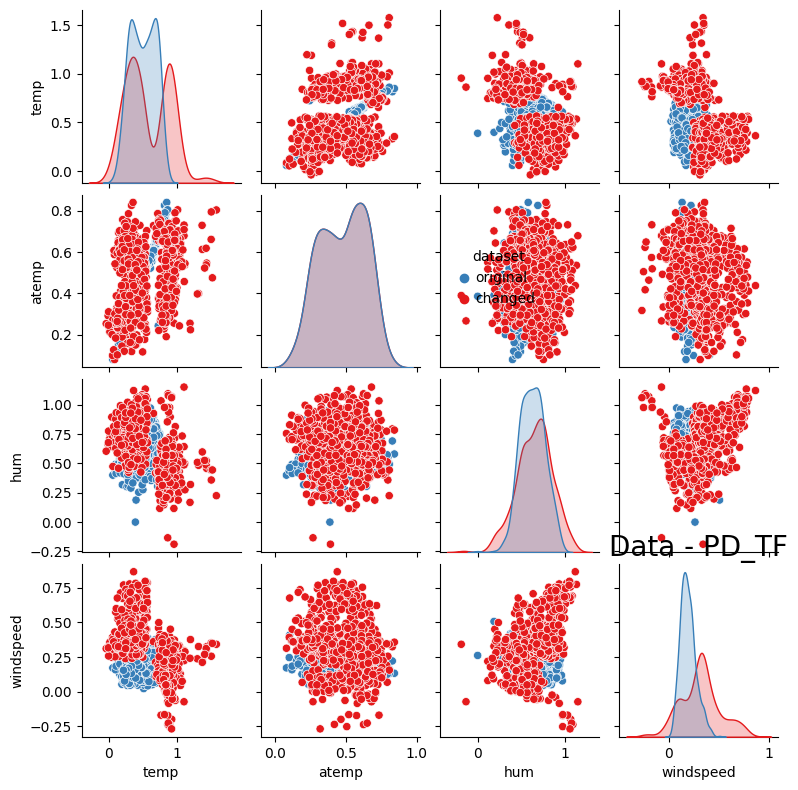 temp
1.5
1.0
0.5
0.0
atemp
0.8
0.6
0.4
0.2
dataset
original
changed
hum
1.00
0.75
0.50
0.25
0.00
−0.25
Data - PD_TF
windspeed
0.75
0.50
0.25
0.00
−0.25
0 1
0.0 0.5 1.0
0 1
0 1
temp atemp hum windspeed